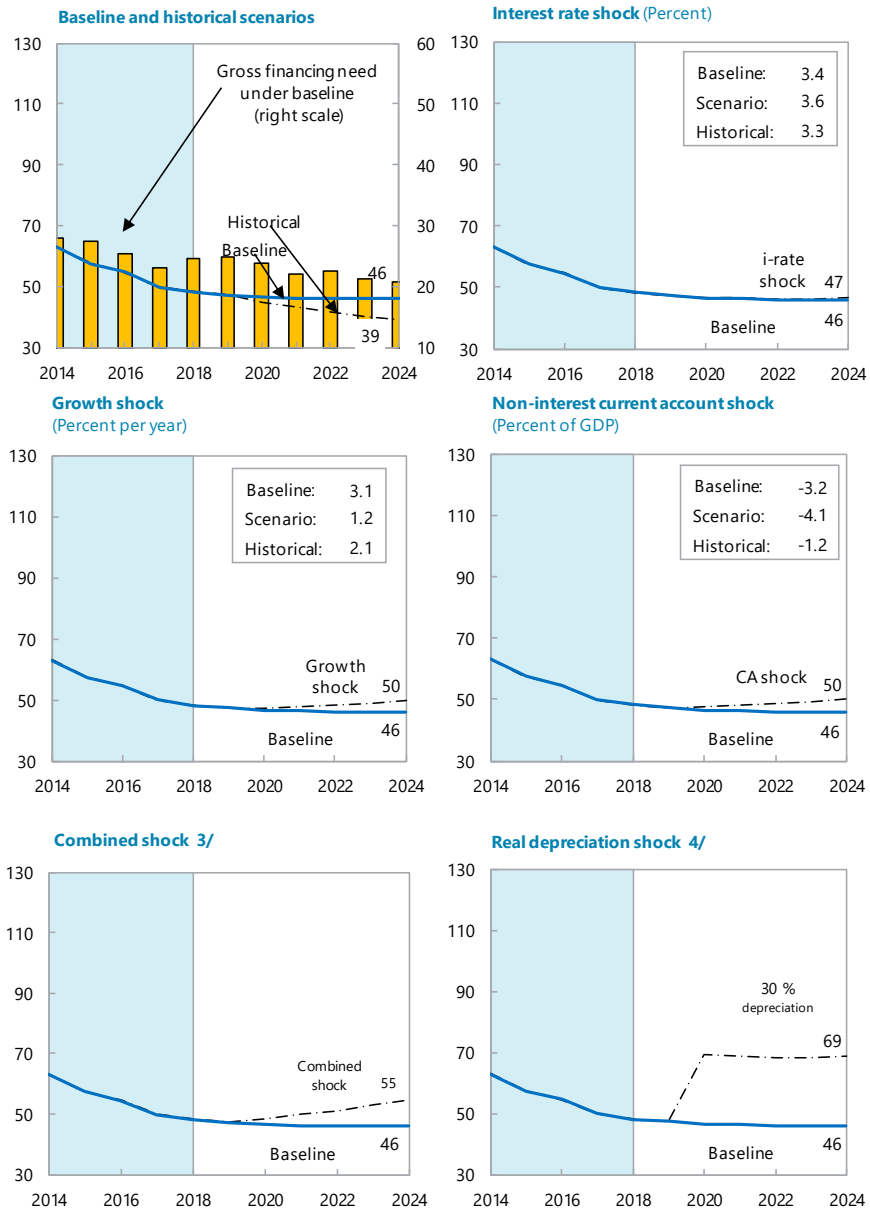 Baseline and historical scenarios
130
110
90
70
50
30
60
50
40
30
20
10
Gross financing need
under baseline
(right scale)
Historical
Baseline
46
39
2014 2016 2018 2020 2022 2024
Interest rate shock (Percent)
130
110
90
70
50
30
Baseline: 3.4
Scenario: 3.6
Historical: 3.3
i-rate
shock 47
Baseline 46
2014 2016 2018 2020 2022 2024
Growth shock
(Percent per year)
130
110
90
70
50
30
Baseline: 3.1
Scenario: 1.2
Historical: 2.1
Growth
shock 50
Baseline 46
2014 2016 2018 2020 2022 2024
Non-interest current account shock
(Percent of GDP)
130
110
90
70
50
30
Baseline: -3.2
Scenario: -4.1
Historical: -1.2
CA shock 50
Baseline 46
2014 2016 2018 2020 2022 2024
Combined shock 3/
130
110
90
70
50
30
Combined
shock 55
Baseline 46
2014 2016 2018 2020 2022 2024
Real depreciation shock 4/
130
110
90
70
50
30
30 %
depreciation
69
Baseline 46
2014 2016 2018 2020 2022 2024